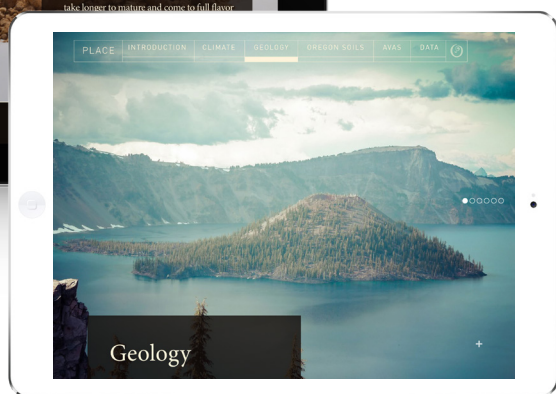 take longer to mature and come to full flavor
PLACE INTRODUCTION CLIMATE GEOLOGY OREGON SOILS AVAS DATA
Geology
+